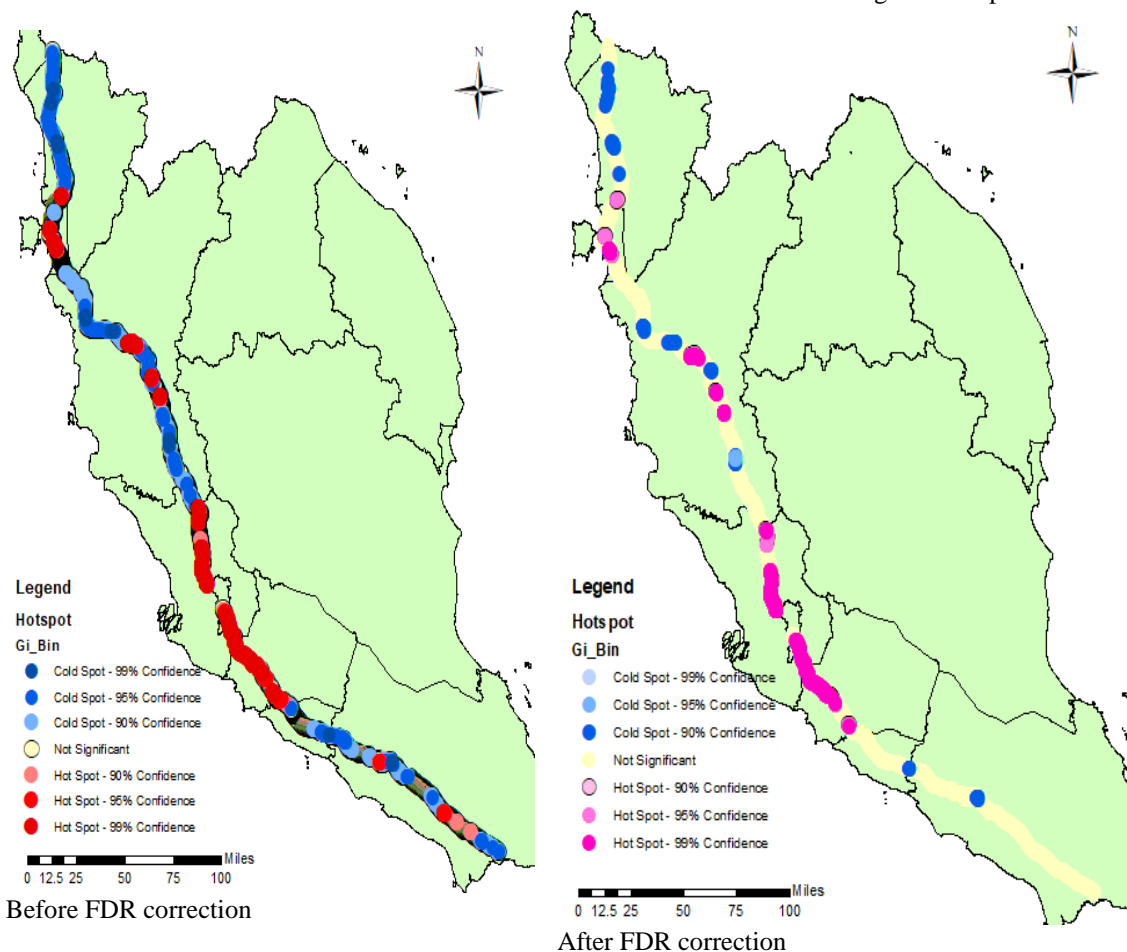 N
Legend
Hotspot
Gi_Bin
Cold Spot - 99% Confidence
Cold Spot - 95% Confidence
Cold Spot - 90% Confidence
Not Significant
Hot Spot - 90% Confidence
Hot Spot - 95% Confidence
Hot Spot - 99% Confidence
Miles
0 12.5 25 50 75 100
Before FDR correction
N
Legend
Hots pot
Gi_Bin
Cold Spot - 99% Confidence
Cold Spot - 95% Confidence
Cold Spot - 90% Confidence
Not Significant
Hot Spot - 90% Confidence
Hot Spot - 95% Confidence
Hot Spot - 99% Confidence
Miles
0 12.5 25 50 75 100
After FDR correction